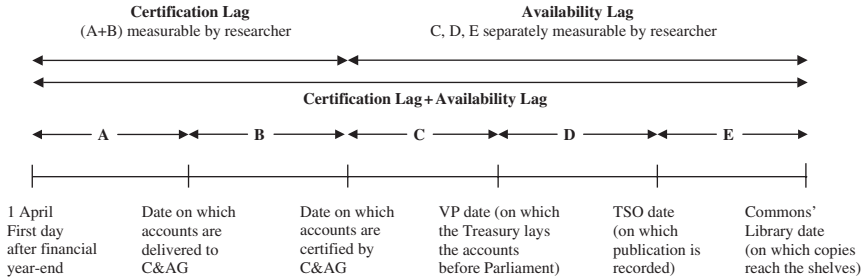 Certification Lag
(A+B) measurable by researcher
Availability Lag
C, D, E separately measurable by researcher
Certification Lag + Availability Lag
A B C D E
1 April
First day
after financial
year-end
Date on which
accounts are
delivered to
C&AG
Date on which
accounts are
certified by
C&AG
VP date (on which
the Treasury lays
the accounts
before Parliament)
TSO date
(on which
publication is
recorded)
Commons'
Library date
(on which copies
reach the shelves)